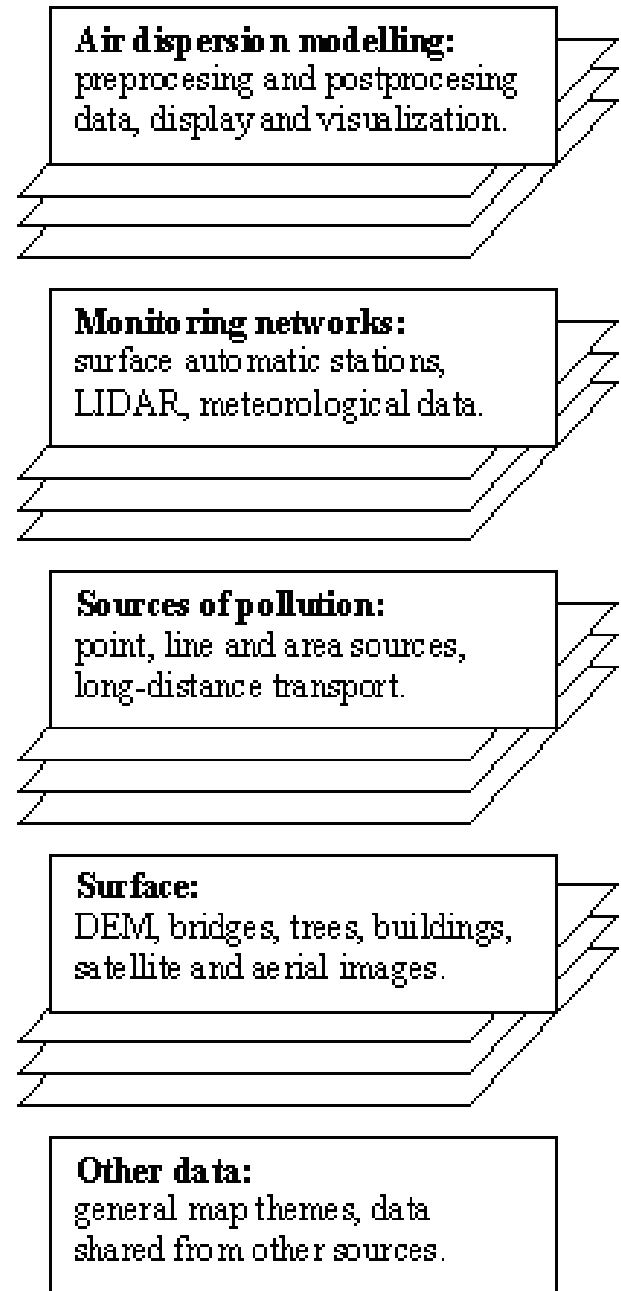 Air dispersion modelling:
preprocesing and postprocesing
data, display and visualization.
Monitoring networks:
surface automatic stations,
LIDAR, meteorological data.
Sources of pollution:
point, line and area sources,
long-distance transport.
Surface:
DEM, bridges, trees, buildings,
satellite and aerial images.
Other data:
general map themes, data
shared from other sources.